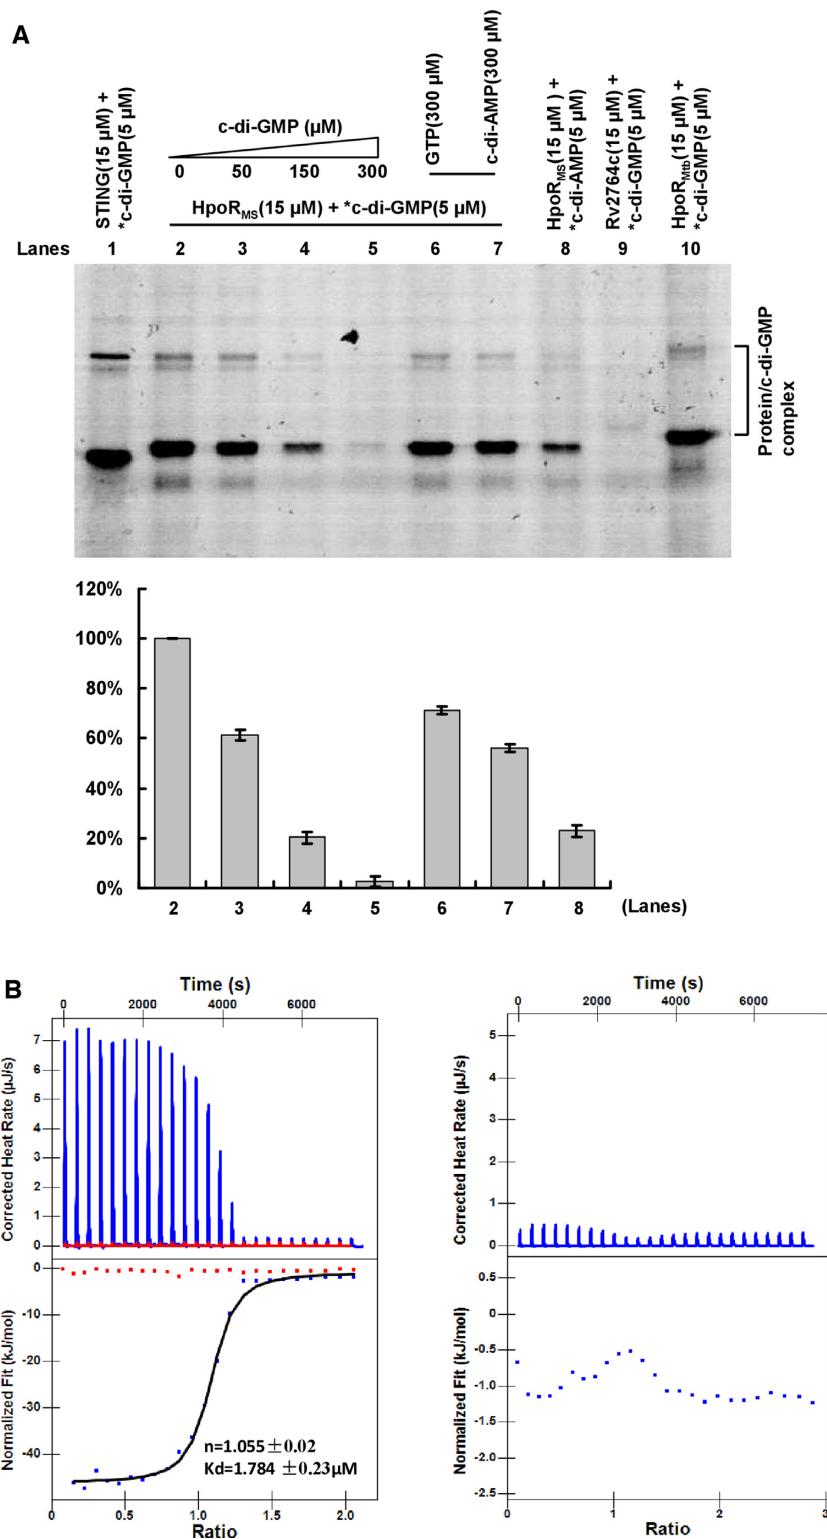 A
STING(15 µM) +
*c-di-GMP(5 µM)
c-di-GMP (µM)
0 50 150 300
HpoRMS(15 µM) + *c-di-GMP(5 µM)
GTP(300 µM)
c-di-AMP(300 µM)
HpoRMS(15 µM ) +
*c-di-AMP(5 µM)
Rv2764c(15 µM) +
*c-di-GMP(5 µM)
HpoRMtb(15 µM) +
*c-di-GMP(5 µM)
Lanes 1 2 3 4 5 6 7 8 9 10
Protein/c-di-GMP
complex
120%
100%
80%
60%
40%
20%
0%
2 3 4 5 6 7 8 (Lanes)
B
Time (s)
0 2000 4000 6000
Corrected Heat Rate (µJ/s)
7
6
5
4
3
2
1
0
Normalized Fit (kJ/mol)
0
-10
-20
-30
-40
n=1.055±0.02
Kd=1.784 ±0.23µM
0 0.5 1.0 1.5 2.0
Ratio
Time (s)
0 2000 4000 6000
Corrected Heat Rate (µJ/s)
5
4
3
2
1
0
Normalized Fit (kJ/mol)
0.5
0
-0.5
-1.0
-1.5
-2.0
-2.5
0 1 2 3
Ratio